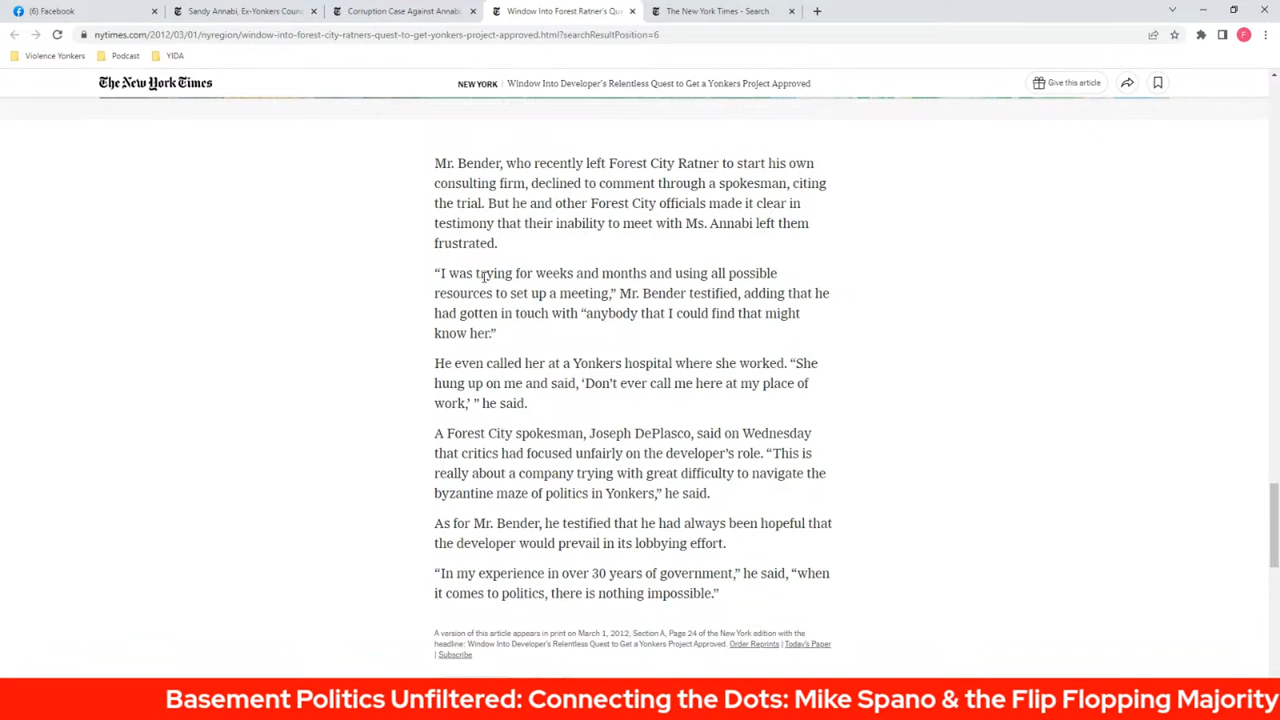 (6) Facebook
Sandy Annabi, Ex-Yonkers Counc
Corruption Case Against Annabi,
Window Into Forest Ratner's Qu
The New York Times - Search
nytimes.com/2012/03/01/nyregion/window-into-forest-city-ratners-quest-to-get-yonkers-project-approved.html?searchResultPosition=6
F
Violence Yonkers
Podcast
YIDA
The New York Times
NEW YORK | Window Into Developer's Relentless Quest to Get a Yonkers Project Approved
Give this article
Mr. Bender, who recently left Forest City Ratner to start his own
consulting firm, declined to comment through a spokesman, citing
the trial. But he and other Forest City officials made it clear in
testimony that their inability to meet with Ms. Annabi left them
frustrated.
“I was trying for weeks and months and using all possible
resources to set up a meeting,” Mr. Bender testified, adding that he
had gotten in touch with “anybody that I could find that might
know her.”
He even called her at a Yonkers hospital where she worked. “She
hung up on me and said, ‘Don’t ever call me here at my place of
work,’ ” he said.
A Forest City spokesman, Joseph DePlasco, said on Wednesday
that critics had focused unfairly on the developer’s role. “This is
really about a company trying with great difficulty to navigate the
byzantine maze of politics in Yonkers,” he said.
As for Mr. Bender, he testified that he had always been hopeful that
the developer would prevail in its lobbying effort.
“In my experience in over 30 years of government,” he said, “when
it comes to politics, there is nothing impossible.”
A version of this article appears in print on March 1, 2012, Section A, Page 24 of the New York edition with the
headline: Window Into Developer’s Relentless Quest to Get a Yonkers Project Approved. Order Reprints | Today’s Paper
| Subscribe
Basement Politics Unfiltered: Connecting the Dots: Mike Spano & the Flip Flopping Majority